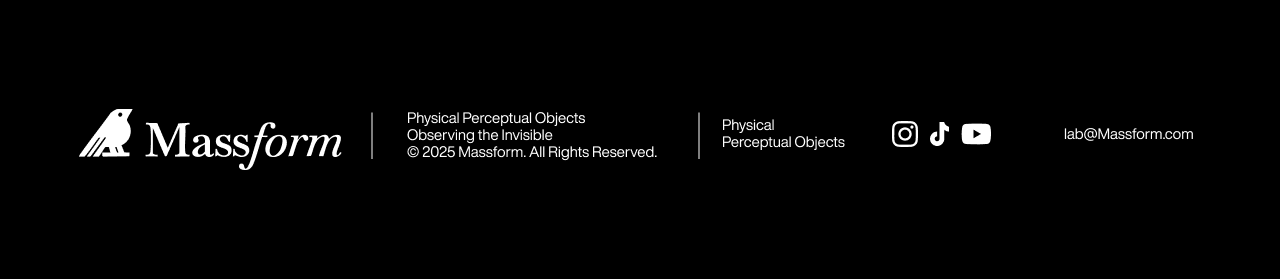 Massform
Physical Perceptual Objects
Observing the Invisible
© 2025 Massform. All Rights Reserved.
Physical
Perceptual Objects
lab@Massform.com